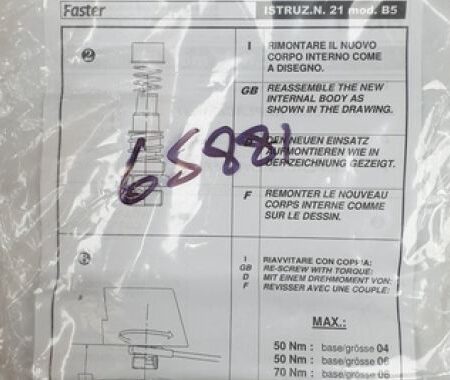 Faster
ISTRUZ.N. 21 mod. B5
2
I
RIMONTARE IL NUOVO
CORPO INTERNO COME
A DISEGNO.
GB
REASSEMBLE THE NEW
INTERNAL BODY AS
SHOWN IN THE DRAWING.
DEN NEUEN EINSATZ
AUFMONTIEREN WIE IN
DER ZEICHNUNG GEZEIGT.
F
REMONTER LE NOUVEAU
CORPS INTERNE COMME
SUR LE DESSIN.
65881
I RIAVVITARE CON COPPIA:
GB RE-SCREW WITH TORQUE:
D MIT EINEM DREHMOMENT VON:
F REVISSER AVEC UNE COUPLE:
MAX.:
50 Nm : base/grösse 04
50 Nm : base/grösse 06
70 Nm : base/grösse 08